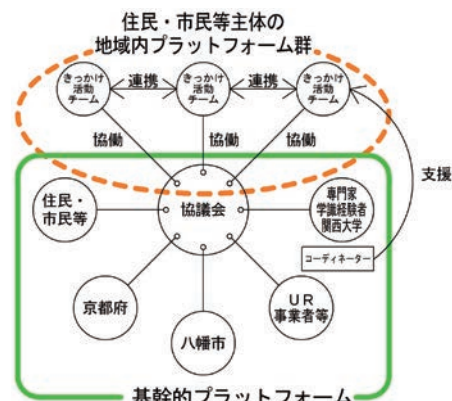 住民・市民等主体の
地域内プラットフォーム群
きっかけ
活動
チーム
連携
きっかけ
活動
チーム
連携
きっかけ
活動
チーム
協働
協働
協働
支援
住民・
市民等
協議会
専門家
学識経験者
関西大学
コーディネーター
京都府
八幡市
UR
事業者等
基幹的プラットフォーム